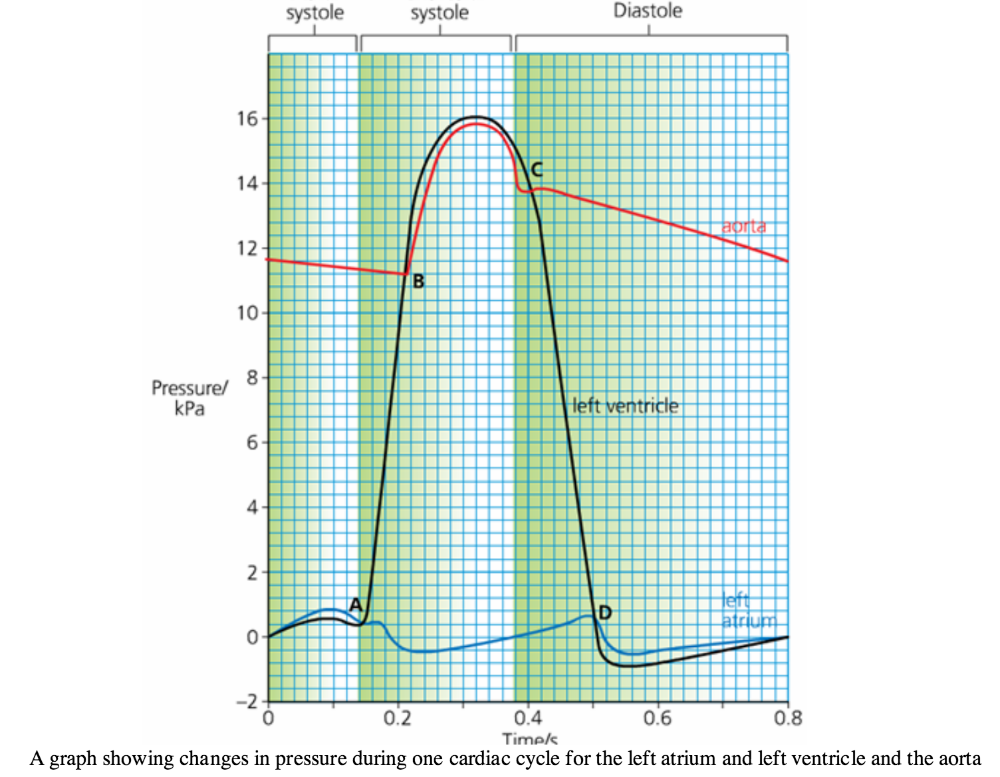 systole systole Diastole
16
C
14
aorta
12
B
10
8
Pressure/
kPa
left ventricle
6
4
2
left
A D
atrium
0
–2
0 0.2 0.4 0.6 0.8
Time/s
A graph showing changes in pressure during one cardiac cycle for the left atrium and left ventricle and the aorta